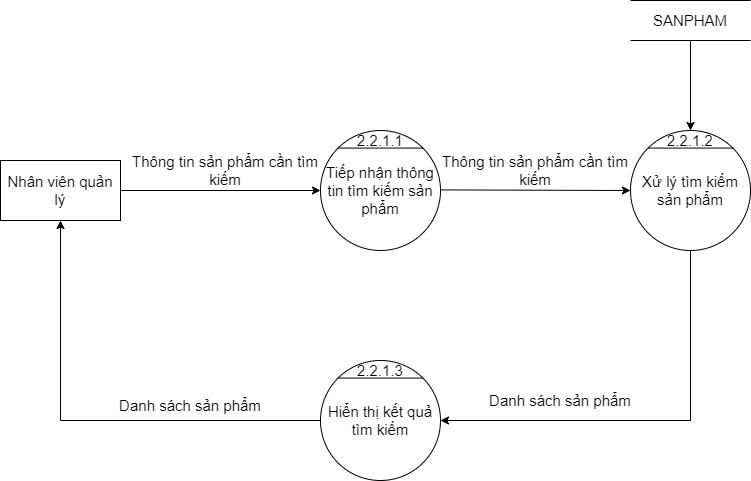 SANPHAM
2.2.1.1
2.2.1.2
Thông tin sản phẩm cần tìm
kiếm
Thông tin sản phẩm cần tìm
kiếm
Nhân viên quản
lý
Tiếp nhận thông
tin tìm kiếm sản
phẩm
Xử lý tìm kiếm
sản phẩm
2.2.1.3
Danh sách sản phẩm
Hiển thị kết quả
tìm kiếm
Danh sách sản phẩm